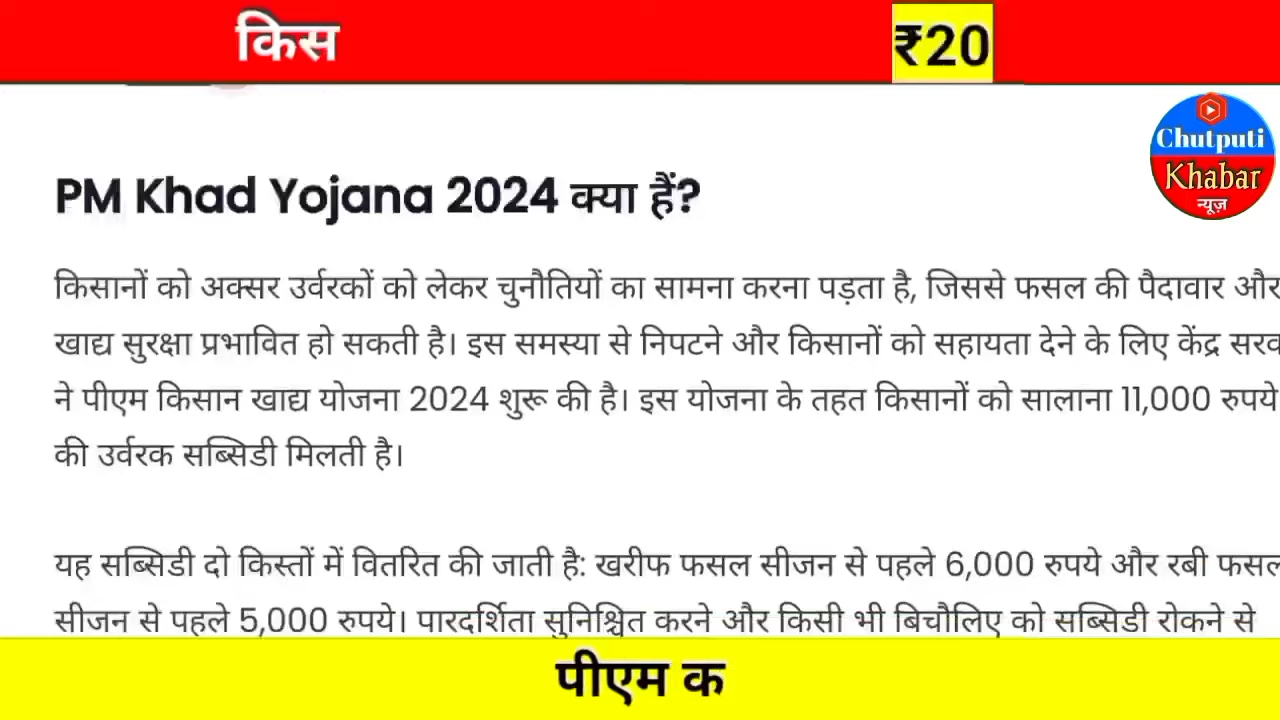 किस
₹20
Chutputi
Khabar
न्यूज़
PM Khad Yojana 2024 क्या हैं?
किसानों को अक्सर उर्वरकों को लेकर चुनौतियों का सामना करना पड़ता है, जिससे फसल की पैदावार और
खाद्य सुरक्षा प्रभावित हो सकती है। इस समस्या से निपटने और किसानों को सहायता देने के लिए केंद्र
ने पीएम किसान खाद्य योजना 2024 शुरू की है। इस योजना के तहत किसानों को सालाना 11,000 रुपये
की उर्वरक सब्सिडी मिलती है।
यह सब्सिडी दो किस्तों में वितरित की जाती है: खरीफ फसल सीजन से पहले 6,000 रुपये और रबी फसल
सीजन से पहले 5,000 रुपये। पारदर्शिता सुनिश्चित करने और किसी भी बिचौलिए को सब्सिडी रोकने से
पीएम क